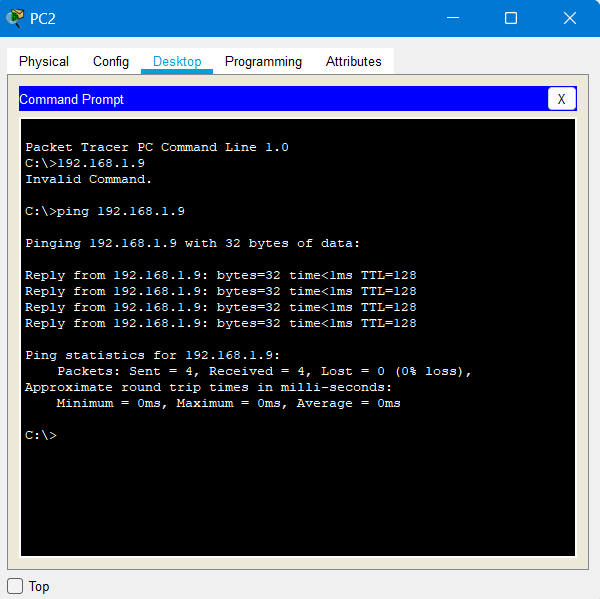 PC2
Physical Config Desktop Programming Attributes
Command Prompt X
Packet Tracer PC Command Line 1.0
C:\>192.168.1.9
Invalid Command.
C:\>ping 192.168.1.9
Pinging 192.168.1.9 with 32 bytes of data:
Reply from 192.168.1.9: bytes=32 time<1ms TTL=128
Reply from 192.168.1.9: bytes=32 time<1ms TTL=128
Reply from 192.168.1.9: bytes=32 time<1ms TTL=128
Reply from 192.168.1.9: bytes=32 time<1ms TTL=128
Ping statistics for 192.168.1.9:
Packets: Sent = 4, Received = 4, Lost = 0 (0% loss),
Approximate round trip times in milli-seconds:
Minimum = 0ms, Maximum = 0ms, Average = 0ms
C:\>
Top